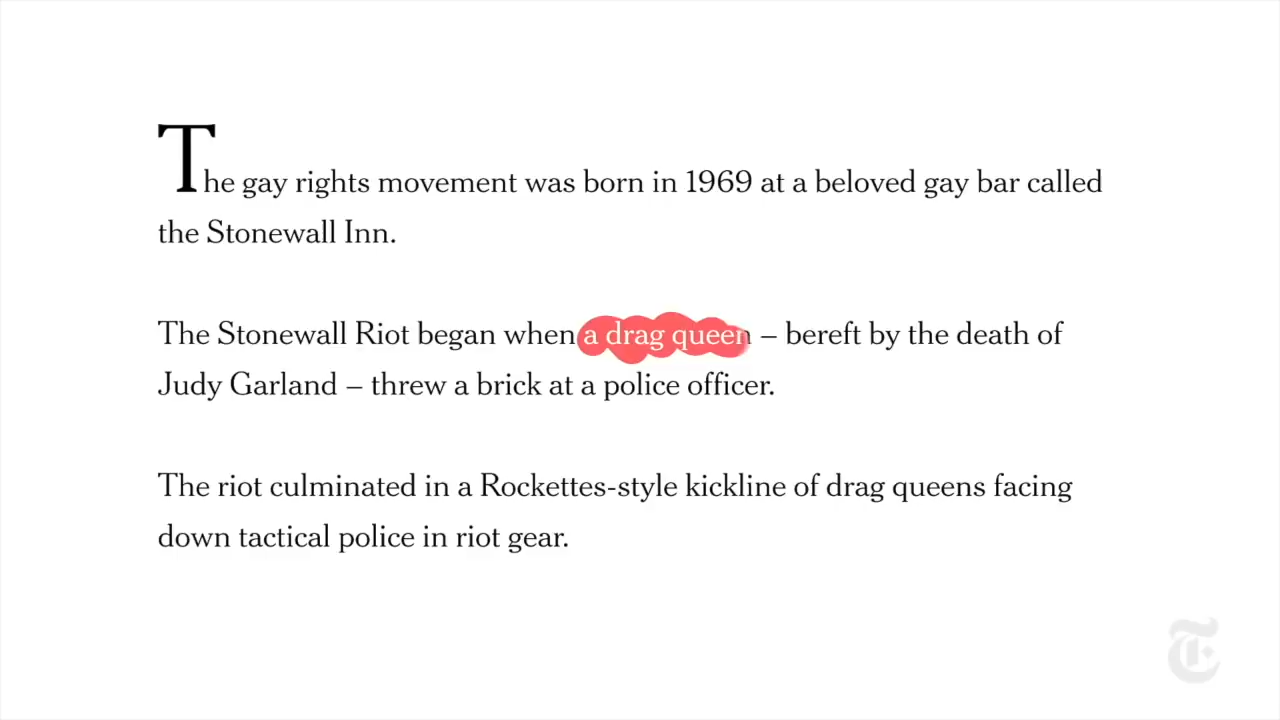 The gay rights movement was born in 1969 at a beloved gay bar called
the Stonewall Inn.
The Stonewall Riot began when a drag queen – bereft by the death of
Judy Garland – threw a brick at a police officer.
The riot culminated in a Rockettes-style kickline of drag queens facing
down tactical police in riot gear.
T